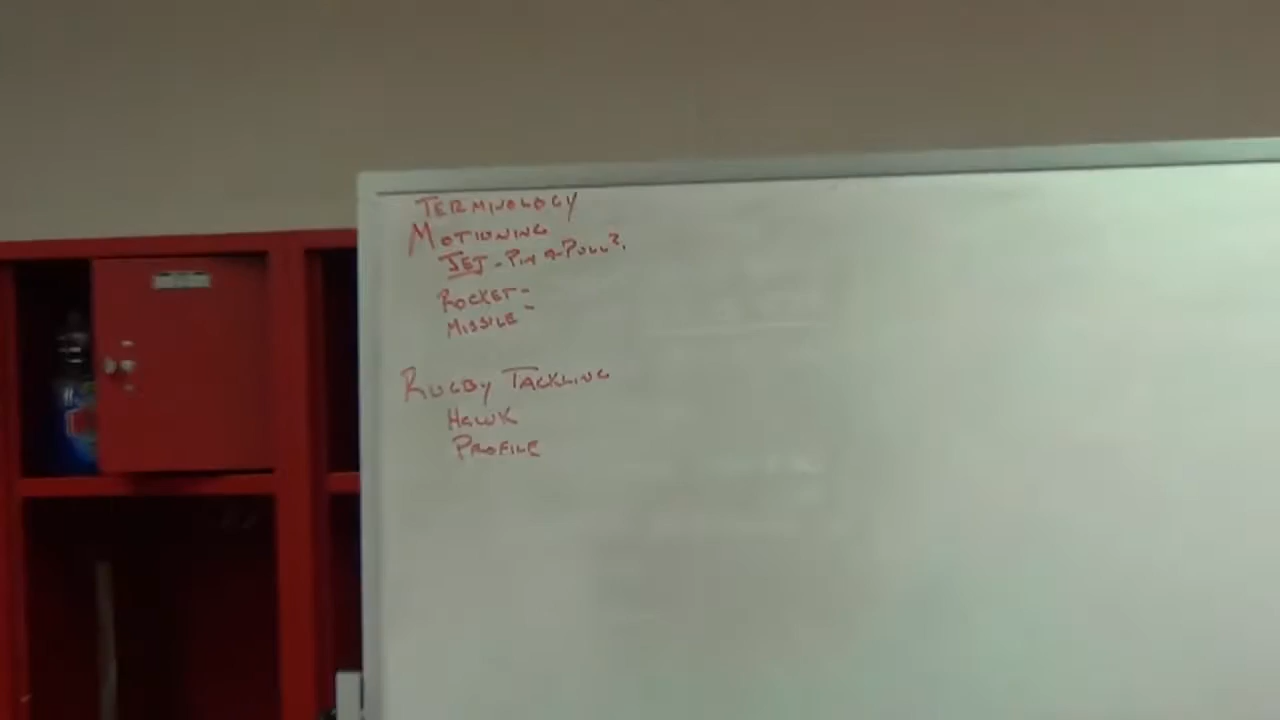 TERMINOLOGY
MOTIONING
JET - PIN & PULL?
ROCKET -
MISSILE -
RUGBY TACKLING
HAWK
PROFILE